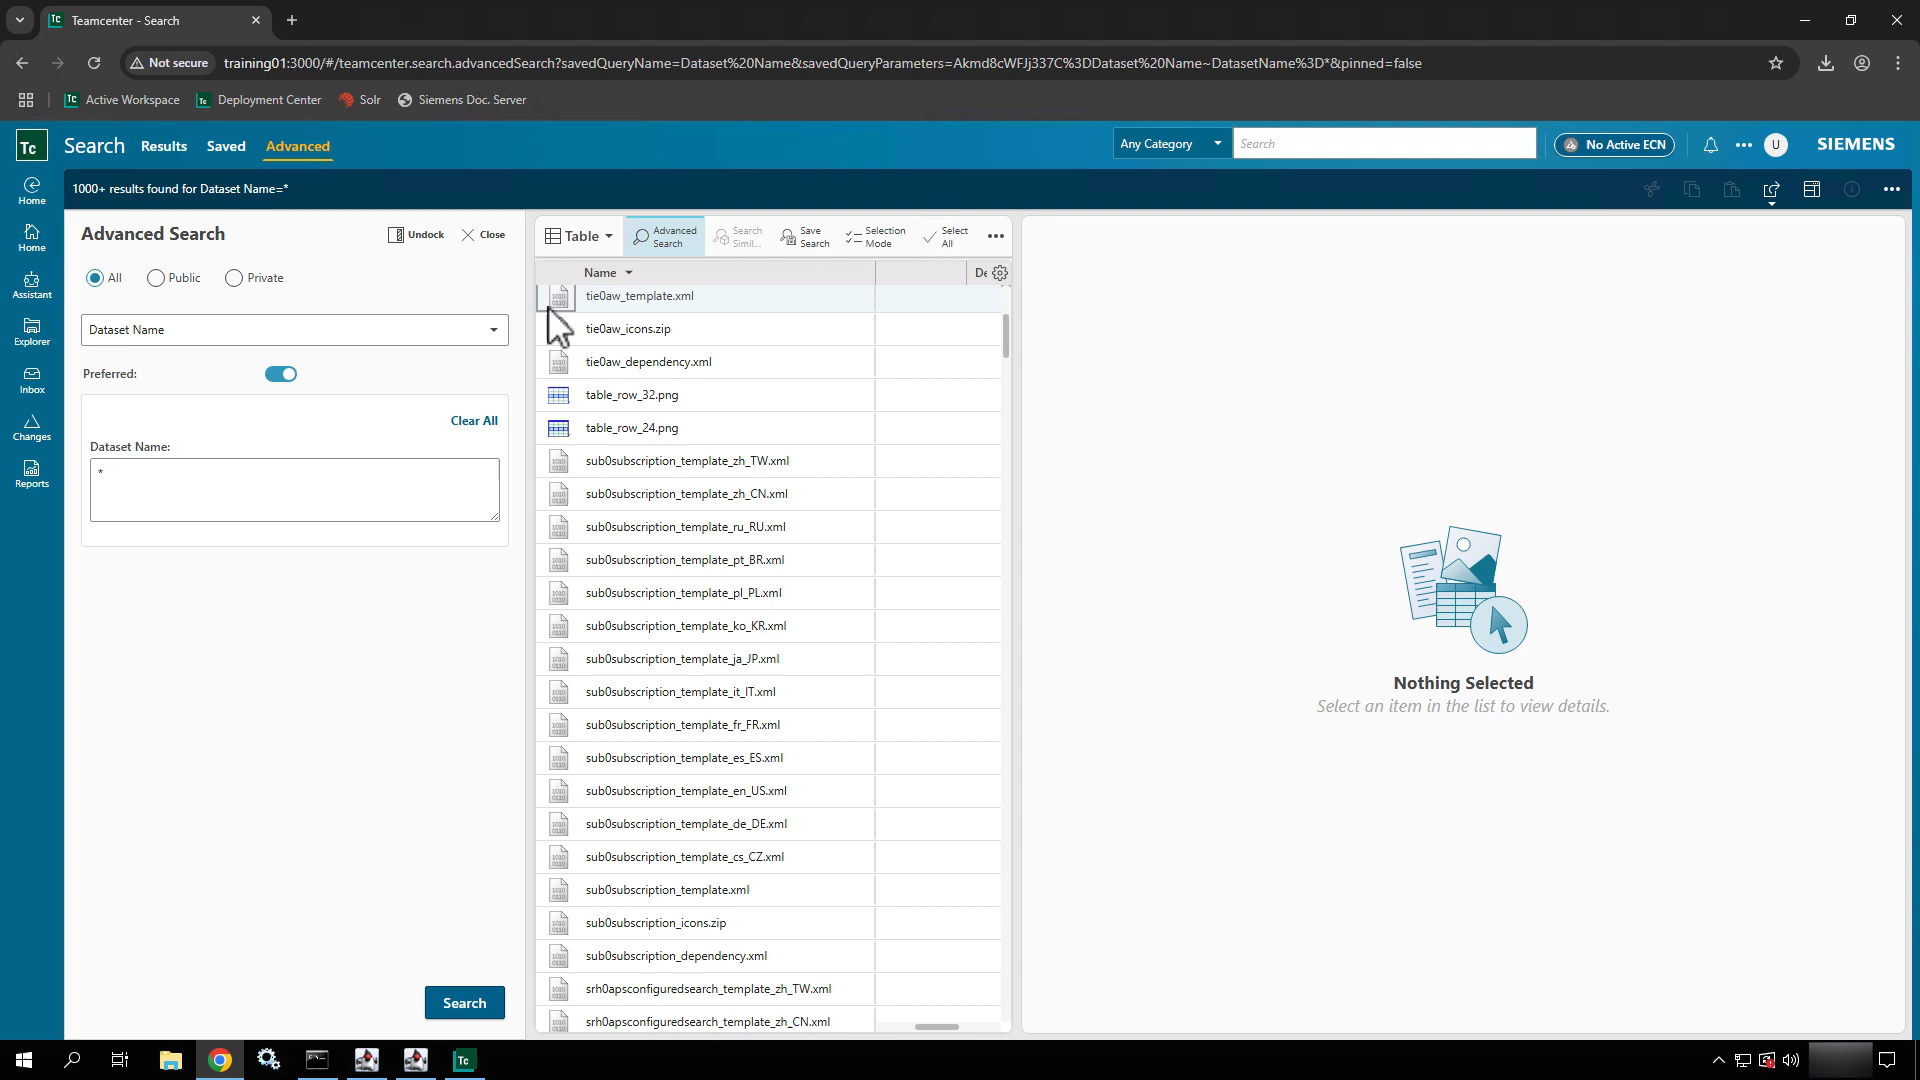 Teamcenter - Search
Not secure
training01:3000/#/teamcenter.search.advancedSearch?savedQueryName=Dataset%20Name&savedQueryParameters=Akmd8cWFJj337C%3DDataset%20Name~DatasetName%3D*&pinned=false
Tc Active Workspace
Tc Deployment Center
Solr
Siemens Doc. Server
Tc
Search
Results
Saved
Advanced
Any Category
Search
No Active ECN
U
SIEMENS
Home
Home
Assistant
Explorer
Inbox
Changes
Reports
1000+ results found for Dataset Name=*
Advanced Search
Undock
Close
All
Public
Private
Dataset Name
Preferred:
Clear All
Dataset Name:
*
Search
Table
Advanced
Search
Search
Simil...
Save
Search
Selection
Mode
Select
All
Name
De
tie0aw_template.xml
tie0aw_icons.zip
tie0aw_dependency.xml
table_row_32.png
table_row_24.png
sub0subscription_template_zh_TW.xml
sub0subscription_template_zh_CN.xml
sub0subscription_template_ru_RU.xml
sub0subscription_template_pt_BR.xml
sub0subscription_template_pl_PL.xml
sub0subscription_template_ko_KR.xml
sub0subscription_template_ja_JP.xml
sub0subscription_template_it_IT.xml
sub0subscription_template_fr_FR.xml
sub0subscription_template_es_ES.xml
sub0subscription_template_en_US.xml
sub0subscription_template_de_DE.xml
sub0subscription_template_cs_CZ.xml
sub0subscription_template.xml
sub0subscription_icons.zip
sub0subscription_dependency.xml
srh0apsconfiguredsearch_template_zh_TW.xml
srh0apsconfiguredsearch_template_zh_CN.xml
Nothing Selected
Select an item in the list to view details.
Tc